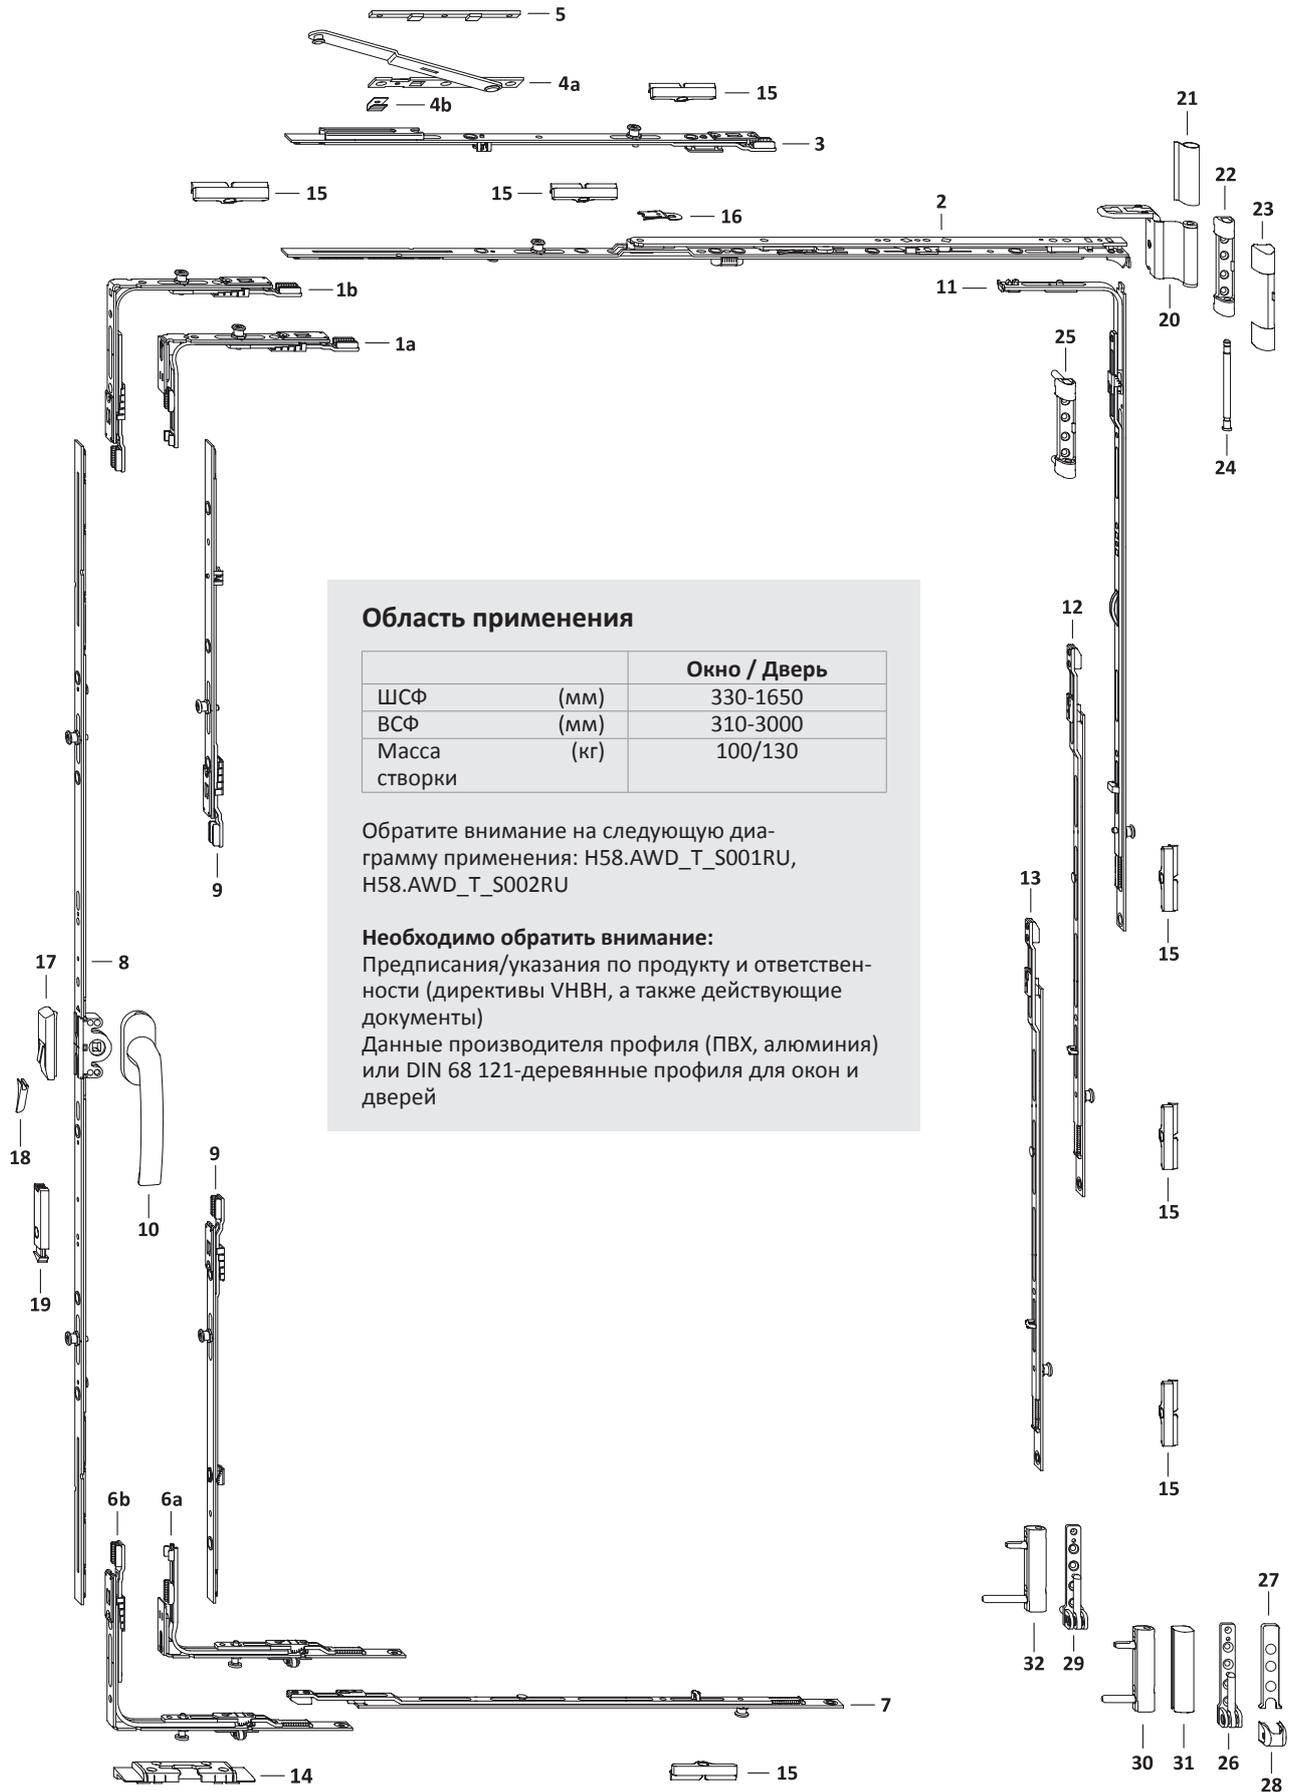 5
4a
15
4b
21
3
22
15
15
2
23
16
1b
11
20
25
1a
24
Область применения
Окно / Дверь
ШСФ (мм) 330-1650
12
ВСФ (мм) 310-3000
Масса (кг) 100/130
створки
Обратите внимание на следующую диа-
грамму применения: H58.AWD_T_S001RU,
H58.AWD_T_S002RU
9
13
Необходимо обратить внимание:
15
17
8
Предписания/указания по продукту и ответствен-
ности (директивы VHBH, а также действующие
документы)
Данные производителя профиля (ПВХ, алюминия)
или DIN 68 121-деревянные профиля для окон и
дверей
18
9
15
10
19
15
6b
6a
27
32
29
7
30
31
26
14
15
28